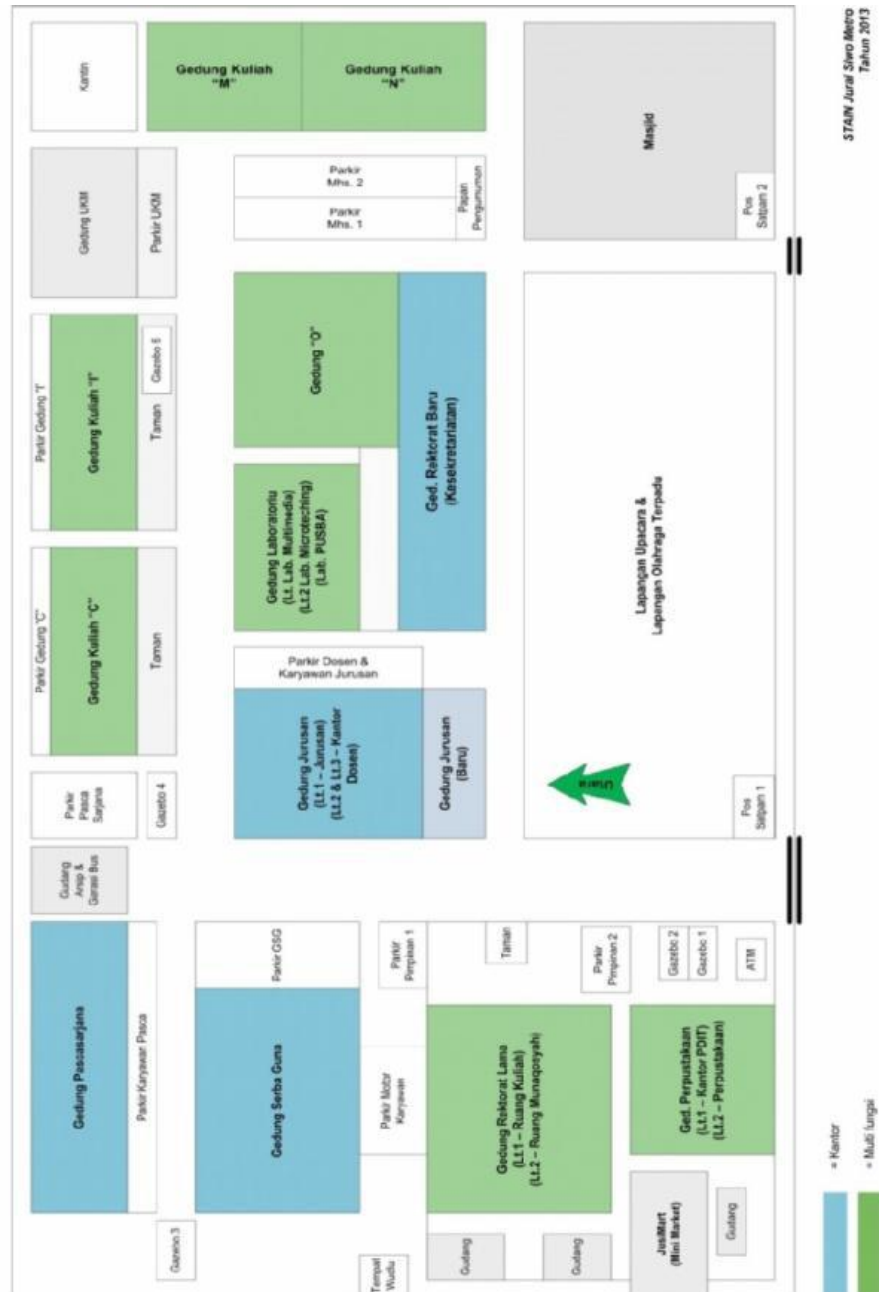 STAIN Jurai Siwo Metro
Tahun 2013
Kantin
Gedung Kuliah
"M"
Gedung Kuliah
"N"
Masjid
Pos
Satpam 2
Gedung UKM
Parkir UKM
Parkir
Mhs. 2
Parkir
Mhs. 1
Papan
Pengumuman
Parkir Gedung "I"
Gedung Kuliah "I"
Gazebo 5
Taman
Gedung "O"
Ged. Rektorat Baru
(Kesekretariatan)
Gedung Laboratoriu
(Lt. Lab. Multimedia)
(Lt.2 Lab. Microteching)
(Lab. PUSBA)
Lapangan Upacara &
Lapangan Olahraga Terpadu
Parkir Gedung "C"
Gedung Kuliah "C"
Taman
Parkir Dosen &
Karyawan Jurusan
Gedung Jurusan
(Lt.1 – Jurusan)
(Lt.2 & Lt.3 – Kantor
Dosen)
Gedung Jurusan
(Baru)
Utara
Pos
Satpam 1
Parkir
Pasca
Sarjana
Gazebo 4
Gudang
Arsip &
Garasi Bus
Gedung Pascasarjana
Parkir Karyawan Pasca
Parkir GSG
Gedung Serba Guna
Parkir
Pimpinan 1
Parkir Motor
Karyawan
Taman
Parkir
Pimpinan 2
Gazebo 2
Gazebo 1
ATM
Gedung Rektorat Lama
(Lt.1 – Ruang Kuliah)
(Lt.2 – Ruang Munaqosyah)
Ged. Perpustakaan
(Lt.1 – Kantor PDIT)
(Lt.2 – Perpustakaan)
Gazebo 3
Tempat
Wudu
Gudang
Gudang
JusiMart
(Mini Market)
Gudang
= Kantor
= Multi fungsi